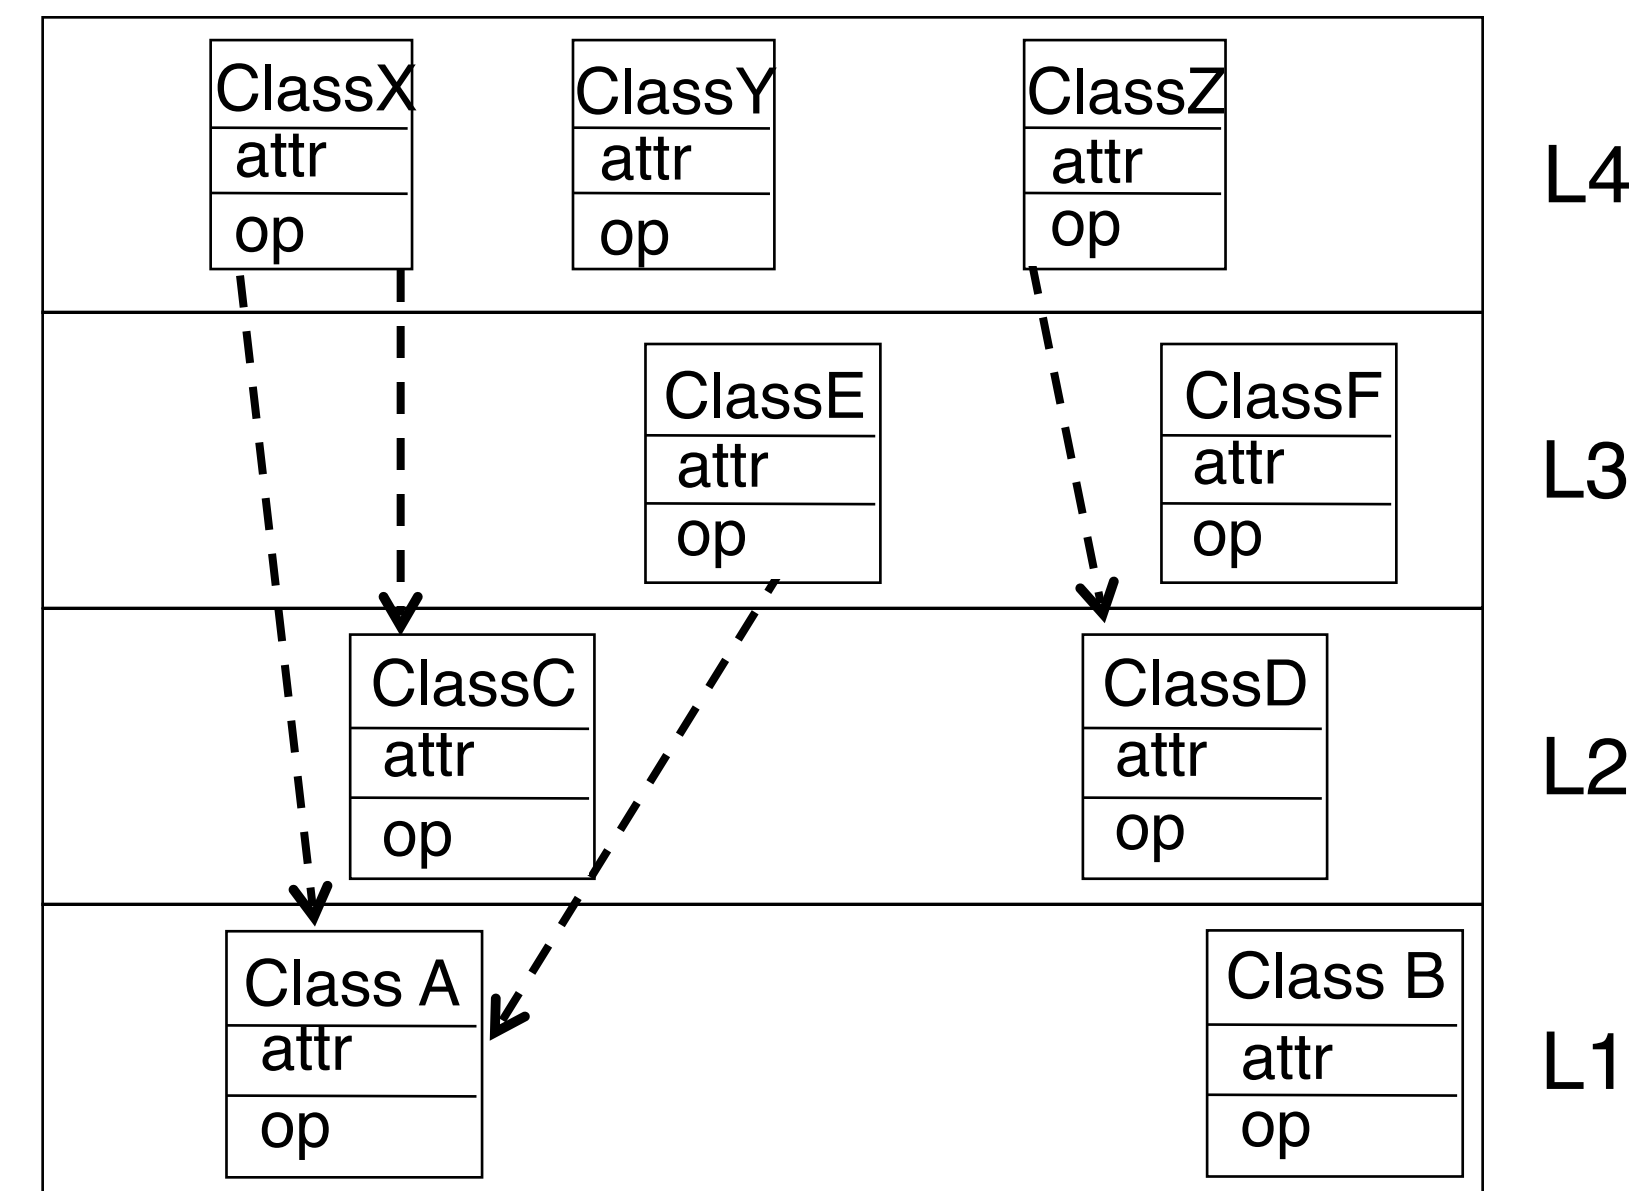 ClassX
attr
op
ClassY
attr
op
ClassZ
attr
op
L4
ClassE
attr
op
ClassF
attr
op
L3
ClassC
attr
op
ClassD
attr
op
L2
Class A
attr
op
Class B
attr
op
L1